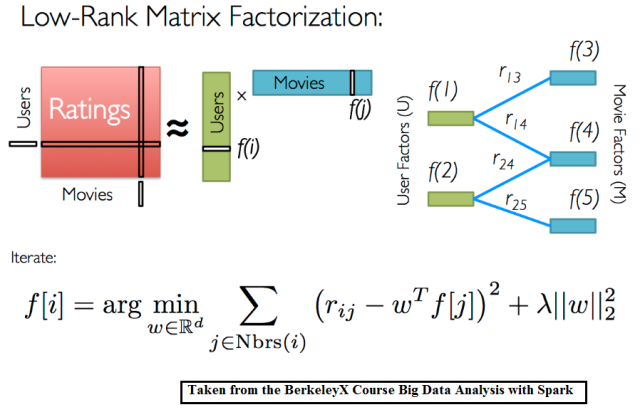 Low-Rank Matrix Factorization:
Users
Ratings
Movies
≈
Users
f(i)
×
Movies
f(j)
User Factors (U)
f(1)
f(2)
r13
r14
r24
r25
f(3)
f(4)
f(5)
Movie Factors (M)
Iterate:
f[i] = arg min_{w∈ℝ^d} ∑_{j∈Nbrs(i)} (r_{ij} − w^T f[j])^2 + λ||w||_2^2
Taken from the BerkeleyX Course Big Data Analysis with Spark